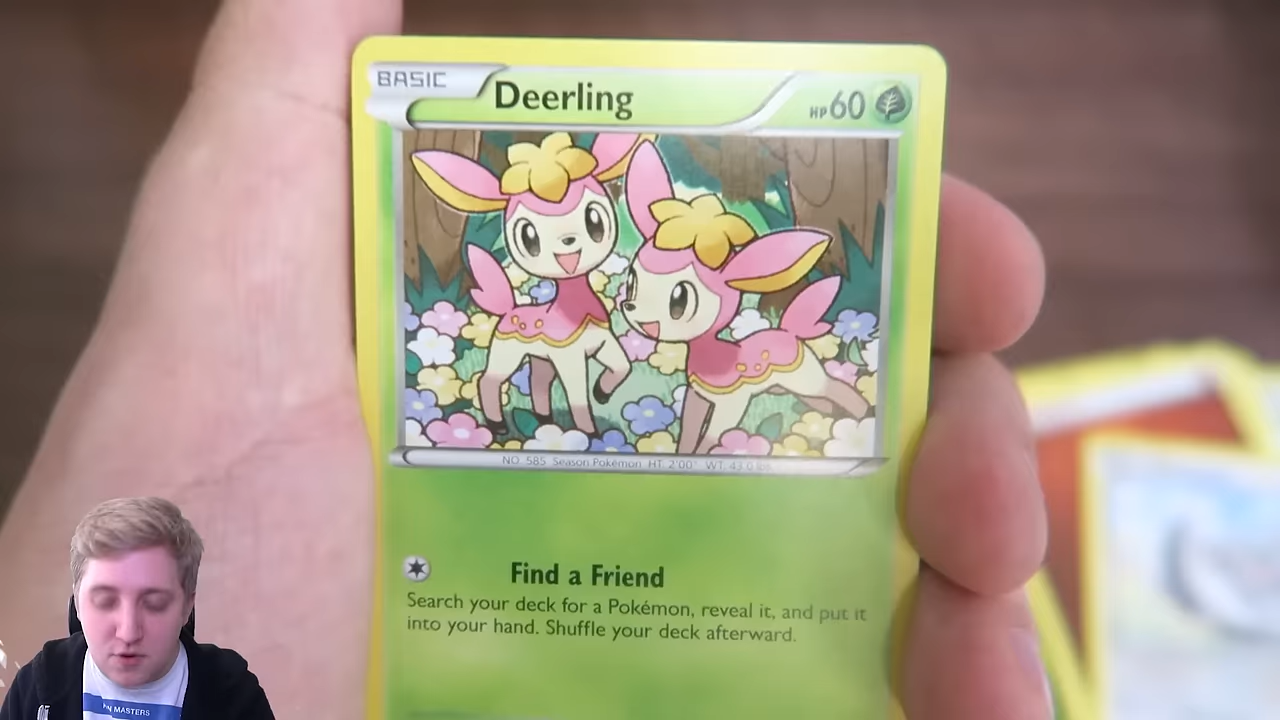 BASIC
Deerling
HP60
NO. 585 Season Pokémon HT. 2'00" WT. 43.0 lbs.
Find a Friend
Search your deck for a Pokémon, reveal it, and put it
into your hand. Shuffle your deck afterward.
MASTERS